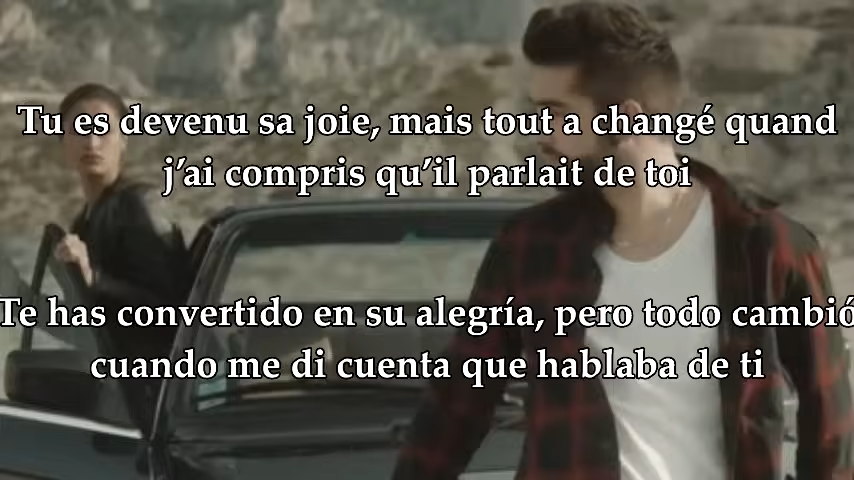 Tu es devenu sa joie, mais tout a changé quand
j’ai compris qu’il parlait de toi
Te has convertido en su alegría, pero todo cambió
cuando me di cuenta que hablaba de ti